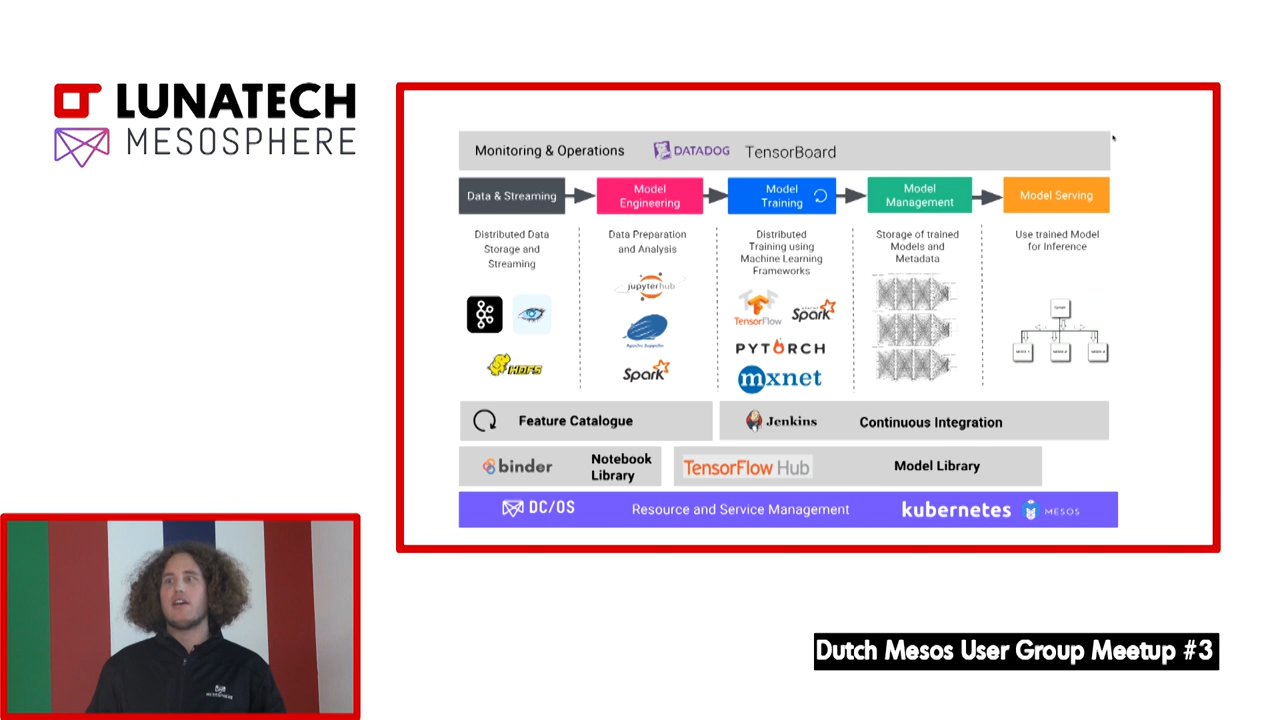 LUNATECH
MESOSPHERE
Monitoring & Operations
DATADOG
TensorBoard
Data & Streaming
Model
Engineering
Model
Training
Model
Management
Model Serving
Distributed Data
Storage and
Streaming
Data Preparation
and Analysis
Distributed
Training using
Machine Learning
Frameworks
Storage of trained
Models and
Metadata
Use trained Model
for Inference
jupyterhub
TensorFlow
Spark
PYTORCH
HDFS
Spark
mxnet
Feature Catalogue
Jenkins
Continuous Integration
binder
Notebook
Library
TensorFlow Hub
Model Library
DC/OS
Resource and Service Management
kubernetes
MESOS
Dutch Mesos User Group Meetup #3